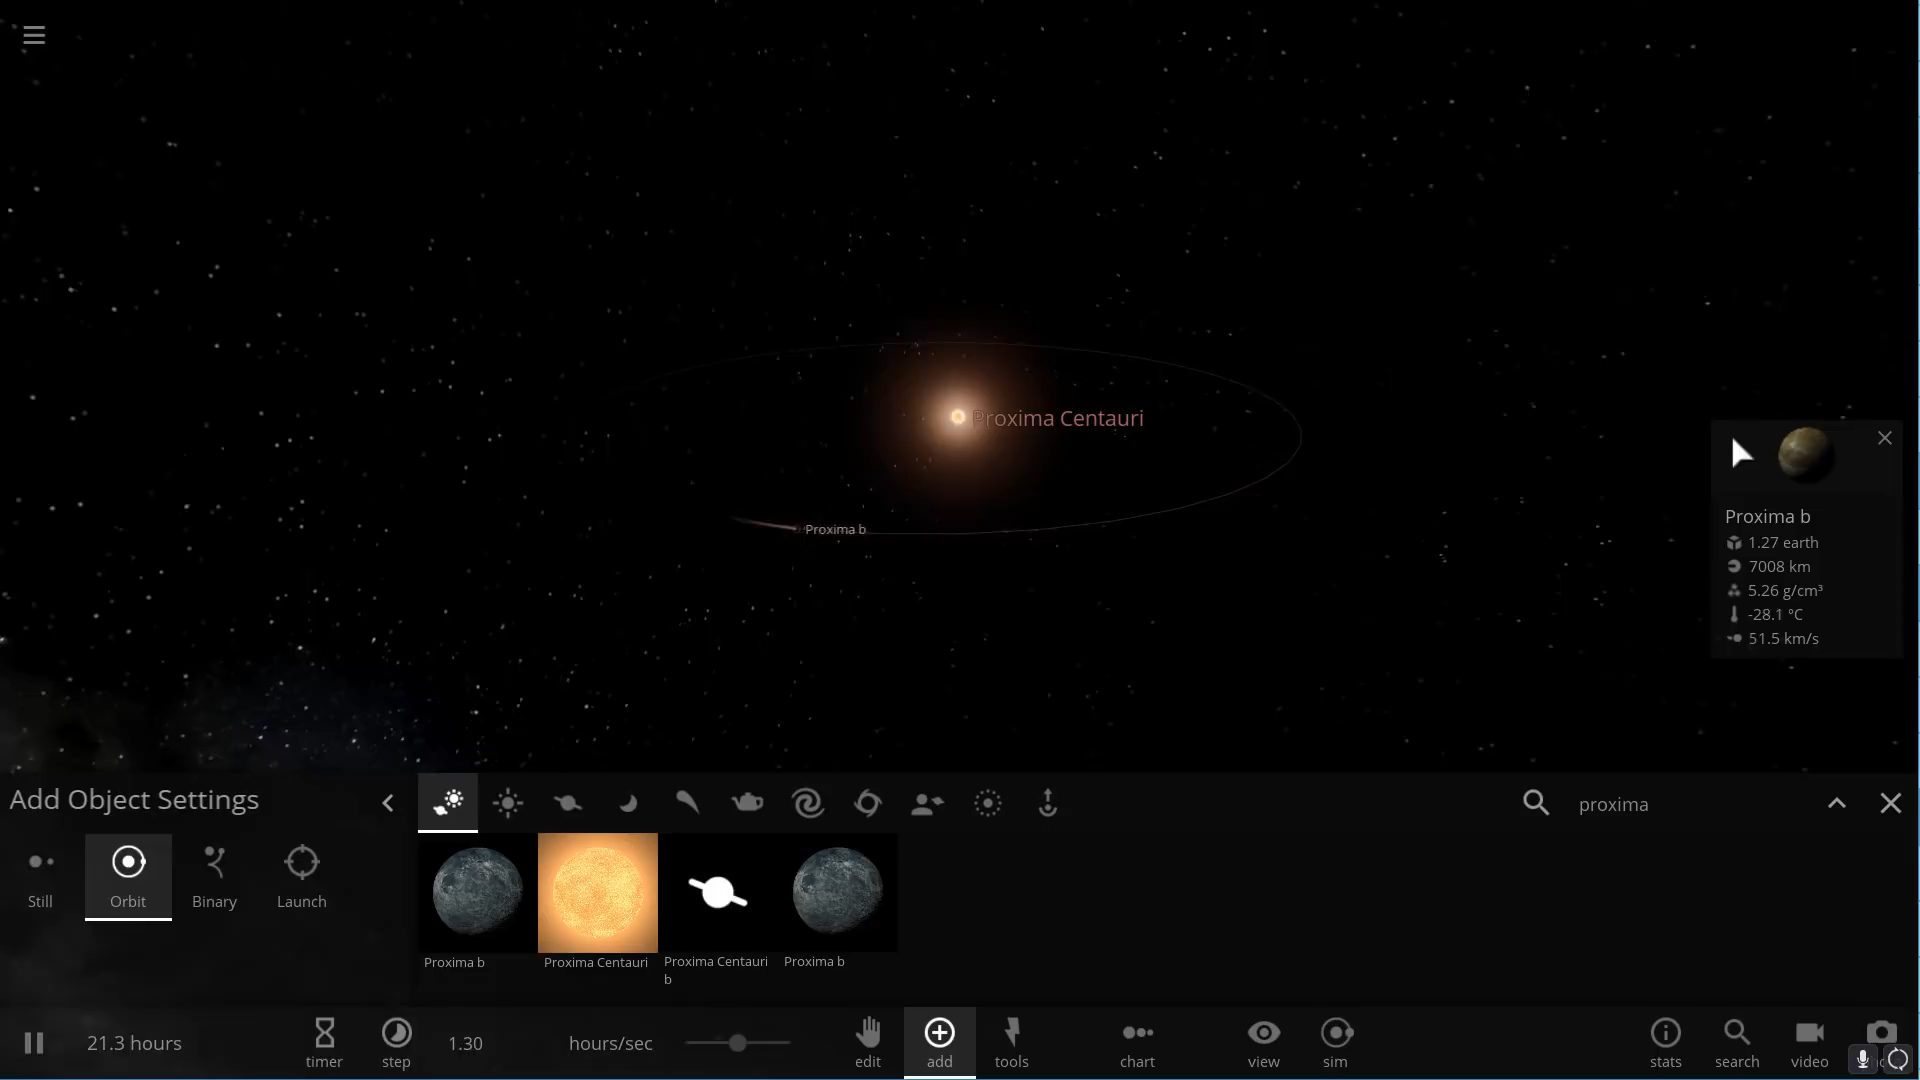 Proxima Centauri
Proxima b
Proxima b
1.27 earth
7008 km
5.26 g/cm³
-28.1 °C
51.5 km/s
Add Object Settings
proxima
Still
Orbit
Binary
Launch
Proxima b
Proxima Centauri
Proxima Centauri
b
Proxima b
21.3 hours
timer
step
1.30
hours/sec
edit
add
tools
chart
view
sim
stats
search
video